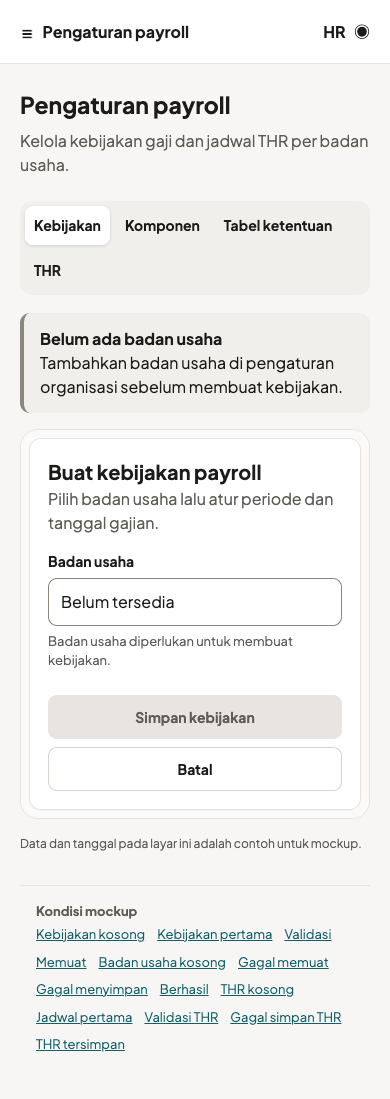 ≡ Pengaturan payroll HR
Pengaturan payroll
Kelola kebijakan gaji dan jadwal THR per badan
usaha.
Kebijakan Komponen Tabel ketentuan
THR
Belum ada badan usaha
Tambahkan badan usaha di pengaturan
organisasi sebelum membuat kebijakan.
Buat kebijakan payroll
Pilih badan usaha lalu atur periode dan
tanggal gajian.
Badan usaha
Belum tersedia
Badan usaha diperlukan untuk membuat
kebijakan.
Simpan kebijakan
Batal
Data dan tanggal pada layar ini adalah contoh untuk mockup.
Kondisi mockup
Kebijakan kosong Kebijakan pertama Validasi
Memuat Badan usaha kosong Gagal memuat
Gagal menyimpan Berhasil THR kosong
Jadwal pertama Validasi THR Gagal simpan THR
THR tersimpan